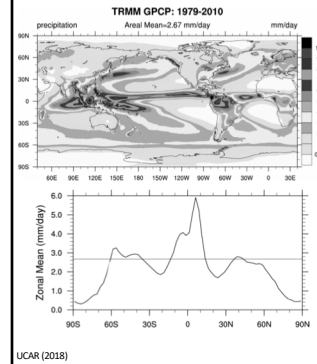 TRMM GPCP: 1979-2010
precipitation Areal Mean=2.67 mm/day mm/day
90N
60N
30N
0
30S
60S
90S
60E 90E 120E 150E 180 150W 120W 90W 60W 30W 0 30E
6.0
5.0
4.0
3.0
2.0
1.0
0.0
Zonal Mean (mm/day)
90S 60S 30S 0 30N 60N 90N
UCAR (2018)